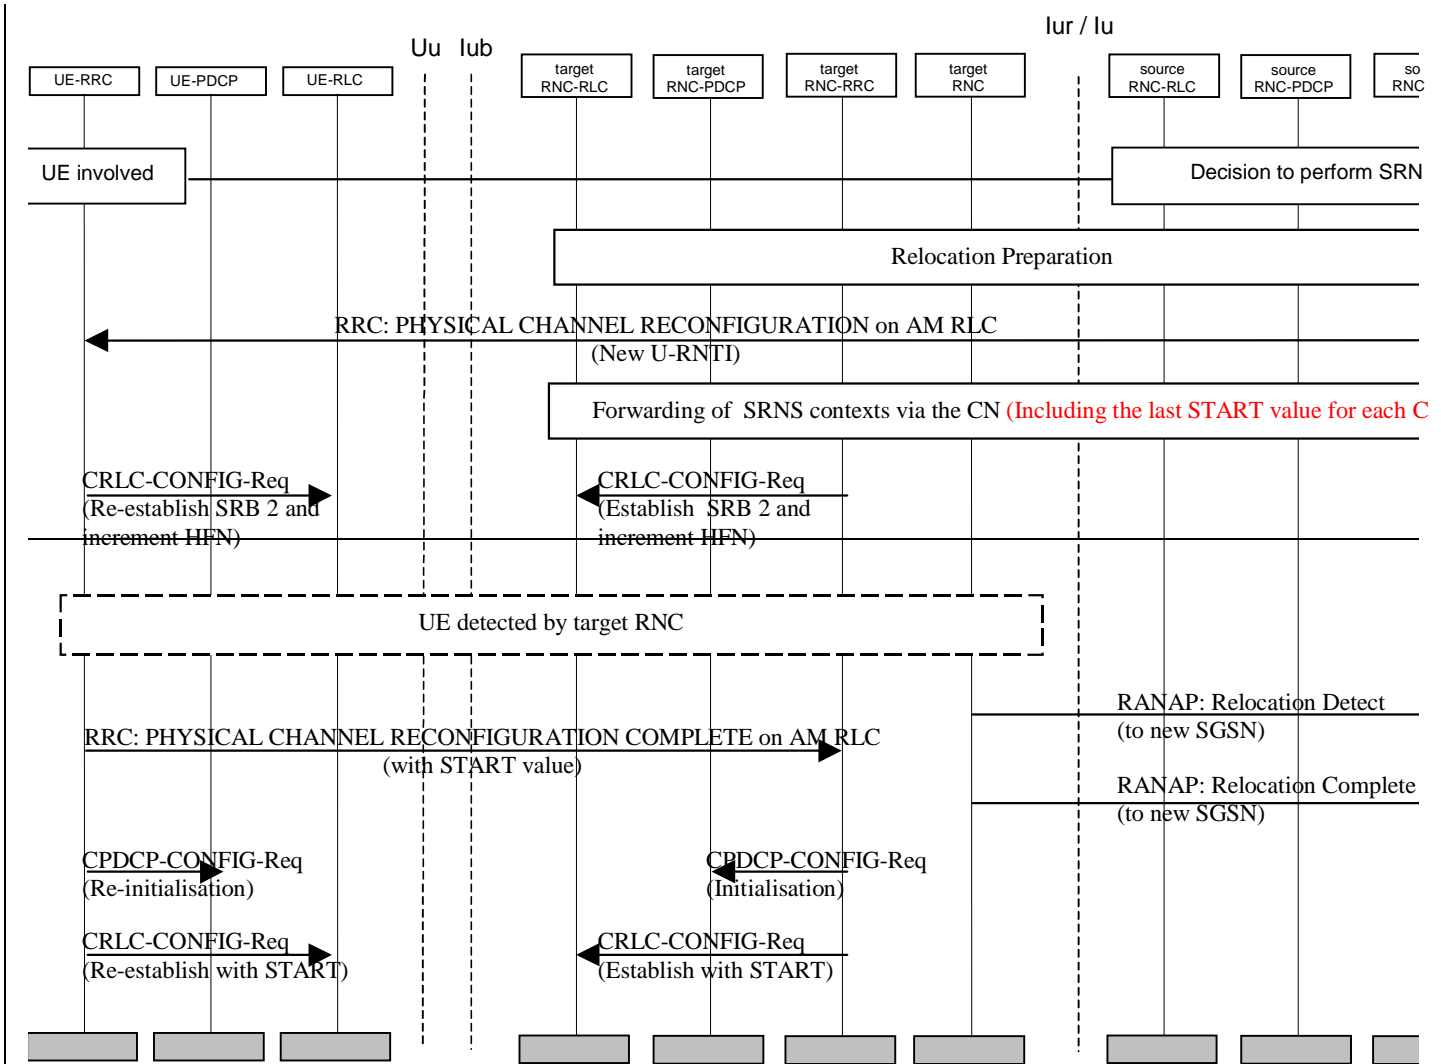 Iur / Iu
Uu Iub
UE-RRC UE-PDCP UE-RLC
target RNC-RLC
target RNC-PDCP
target RNC-RRC
target RNC
source RNC-RLC
source RNC-PDCP
so
RNC
UE involved
Decision to perform SRN
Relocation Preparation
RRC: PHYSICAL CHANNEL RECONFIGURATION on AM RLC
(New U-RNTI)
Forwarding of SRNS contexts via the CN (Including the last START value for each C
CRLC-CONFIG-Req
(Re-establish SRB 2 and
increment HFN)
CRLC-CONFIG-Req
(Establish SRB 2 and
increment HFN)
UE detected by target RNC
RANAP: Relocation Detect
(to new SGSN)
RRC: PHYSICAL CHANNEL RECONFIGURATION COMPLETE on AM RLC
(with START value)
RANAP: Relocation Complete
(to new SGSN)
CPDCP-CONFIG-Req
(Re-initialisation)
CPDCP-CONFIG-Req
(Initialisation)
CRLC-CONFIG-Req
(Re-establish with START)
CRLC-CONFIG-Req
(Establish with START)